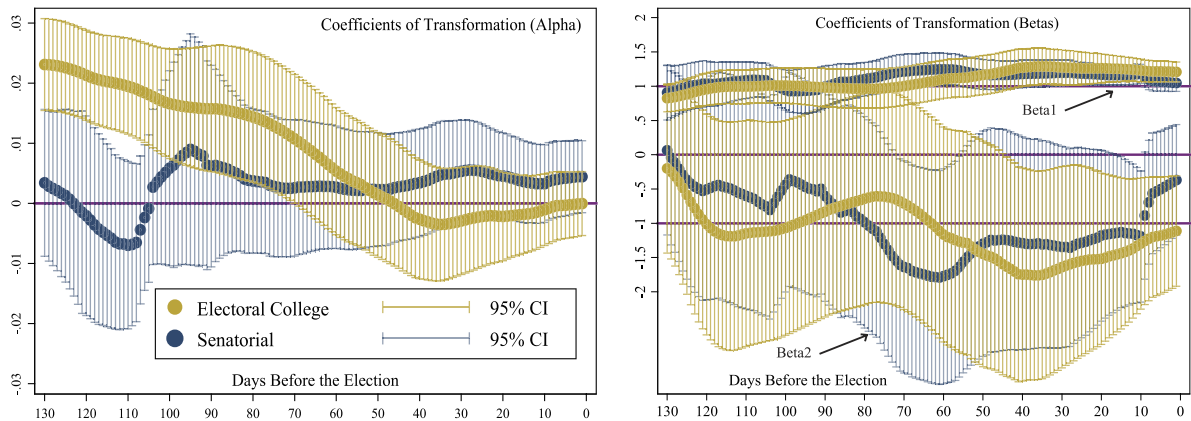 Coefficients of Transformation (Alpha)
.03
.02
.01
0
-.01
-.02
-.03
Electoral College 95% CI
Senatorial 95% CI
Days Before the Election
130 120 110 100 90 80 70 60 50 40 30 20 10 0
Coefficients of Transformation (Betas)
2
1.5
1
.5
0
-.5
-1
-1.5
-2
Beta1
Beta2
Days Before the Election
130 120 110 100 90 80 70 60 50 40 30 20 10 0